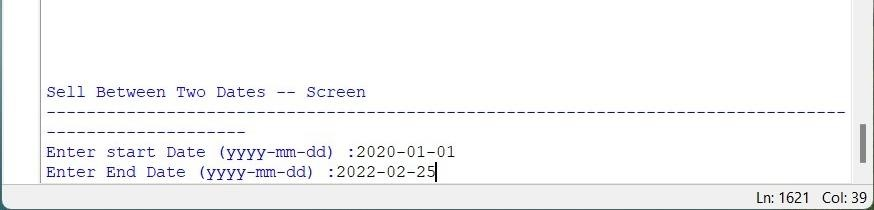 Sell Between Two Dates -- Screen
--------------------------------------------------------------------------------
--------------------
Enter start Date (yyyy-mm-dd) :2020-01-01
Enter End Date (yyyy-mm-dd) :2022-02-25
Ln: 1621 Col: 39